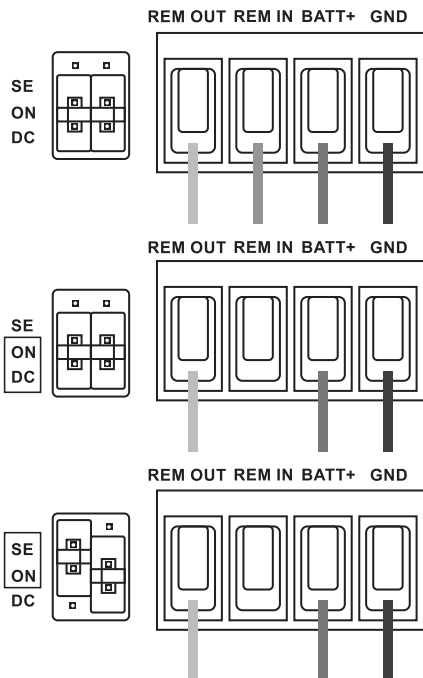 REM OUT REM IN BATT+ GND
SE
ON
DC
REM OUT REM IN BATT+ GND
SE
ON
DC
REM OUT REM IN BATT+ GND
SE
ON
DC